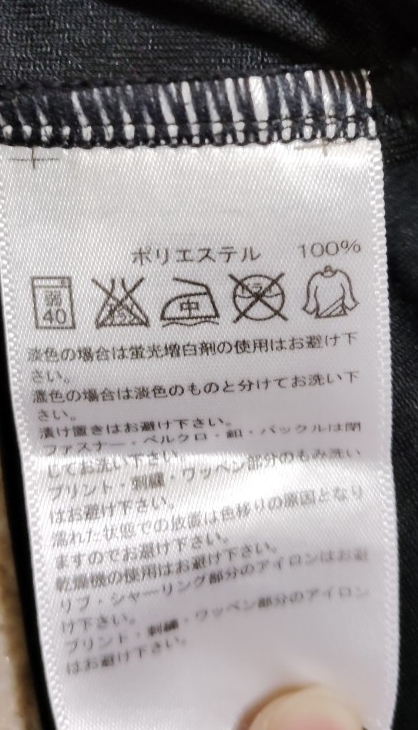 ポリエステル 100%
弱
40
中
淡色の場合は蛍光増白剤の使用はお避け下
さい。
濃色の場合は淡色のものと分けてお洗い下
さい。
漬け置きはお避け下さい。
ファスナー・ベルクロ・釦・バックルは閉
してお洗い下さい。
プリント・刺繍・ワッペン部分のもみ洗い
はお避け下さい。
濡れた状態での放置は色移りの原因となり
ますのでお避け下さい。
乾燥機の使用はお避け下さい。
リブ・シャーリング部分のアイロンはお避
け下さい。
プリント・刺繍・ワッペン部分のアイロン
はお避け下さい。